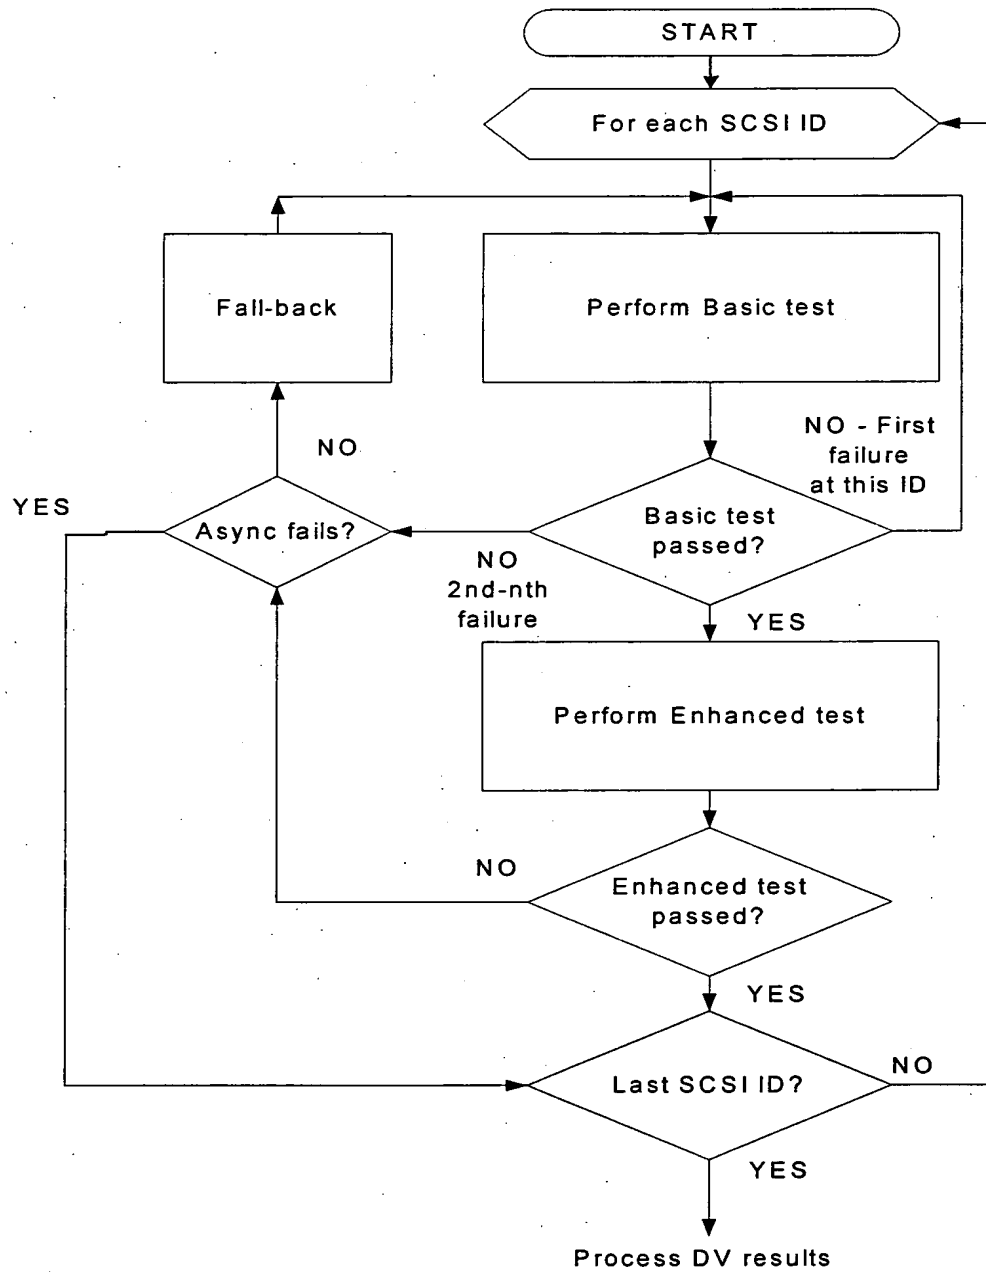 START
For each SCSI ID
Fall-back
Perform Basic test
NO
NO - First
failure
at this ID
YES
Async fails?
Basic test
passed?
NO
2nd-nth
failure
YES
Perform Enhanced test
NO
Enhanced test
passed?
YES
Last SCSI ID?
NO
YES
Process DV results